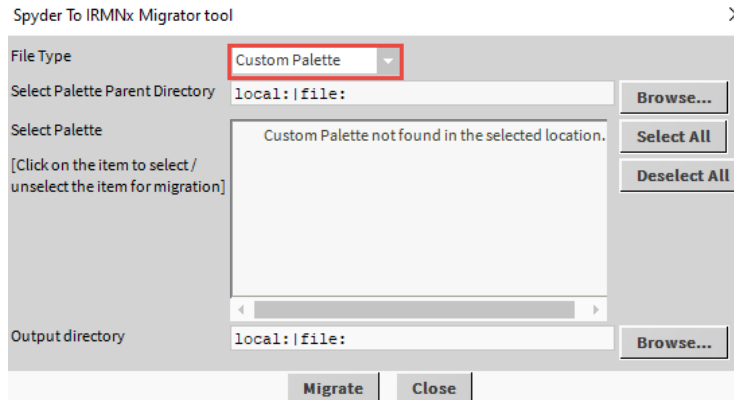 Spyder To IRMNx Migrator tool
File Type
Custom Palette
Select Palette Parent Directory
local:|file:
Browse...
Select Palette
Custom Palette not found in the selected location.
Select All
[Click on the item to select /
unselect the item for migration]
Deselect All
Output directory
local:|file:
Browse...
Migrate
Close